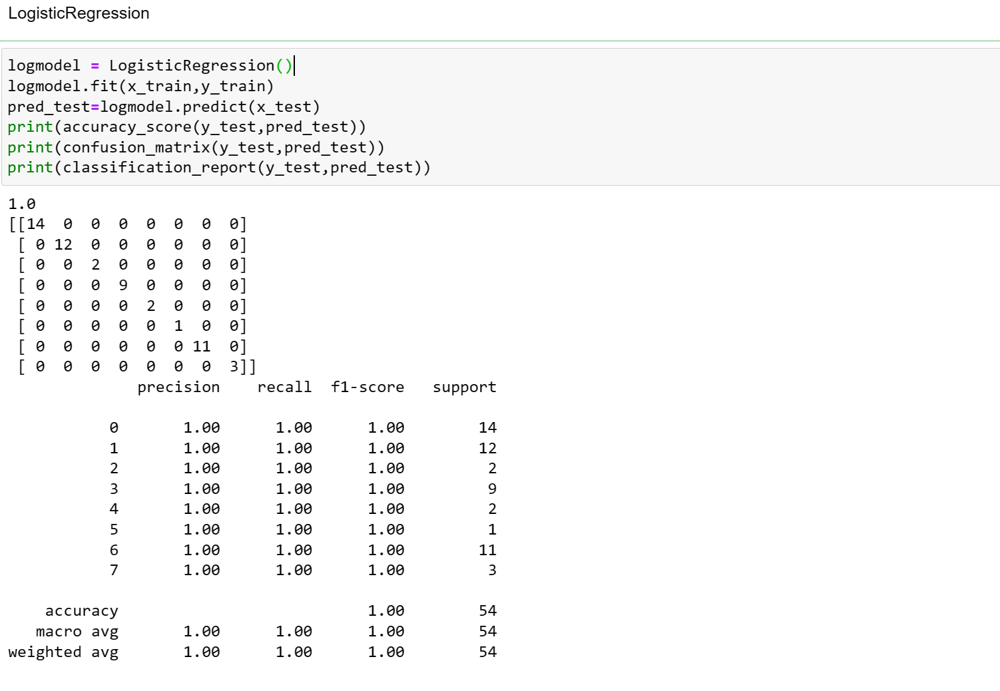 LogisticRegression
logmodel = LogisticRegression()
logmodel.fit(x_train,y_train)
pred_test=logmodel.predict(x_test)
print(accuracy_score(y_test,pred_test))
print(confusion_matrix(y_test,pred_test))
print(classification_report(y_test,pred_test))
1.0
[[14  0  0  0  0  0  0  0]
 [ 0 12  0  0  0  0  0  0]
 [ 0  0  2  0  0  0  0  0]
 [ 0  0  0  9  0  0  0  0]
 [ 0  0  0  0  2  0  0  0]
 [ 0  0  0  0  0  1  0  0]
 [ 0  0  0  0  0  0 11  0]
 [ 0  0  0  0  0  0  0  3]]
              precision    recall  f1-score   support
           0       1.00      1.00      1.00        14
           1       1.00      1.00      1.00        12
           2       1.00      1.00      1.00         2
           3       1.00      1.00      1.00         9
           4       1.00      1.00      1.00         2
           5       1.00      1.00      1.00         1
           6       1.00      1.00      1.00        11
           7       1.00      1.00      1.00         3
    accuracy                           1.00        54
   macro avg       1.00      1.00      1.00        54
weighted avg       1.00      1.00      1.00        54